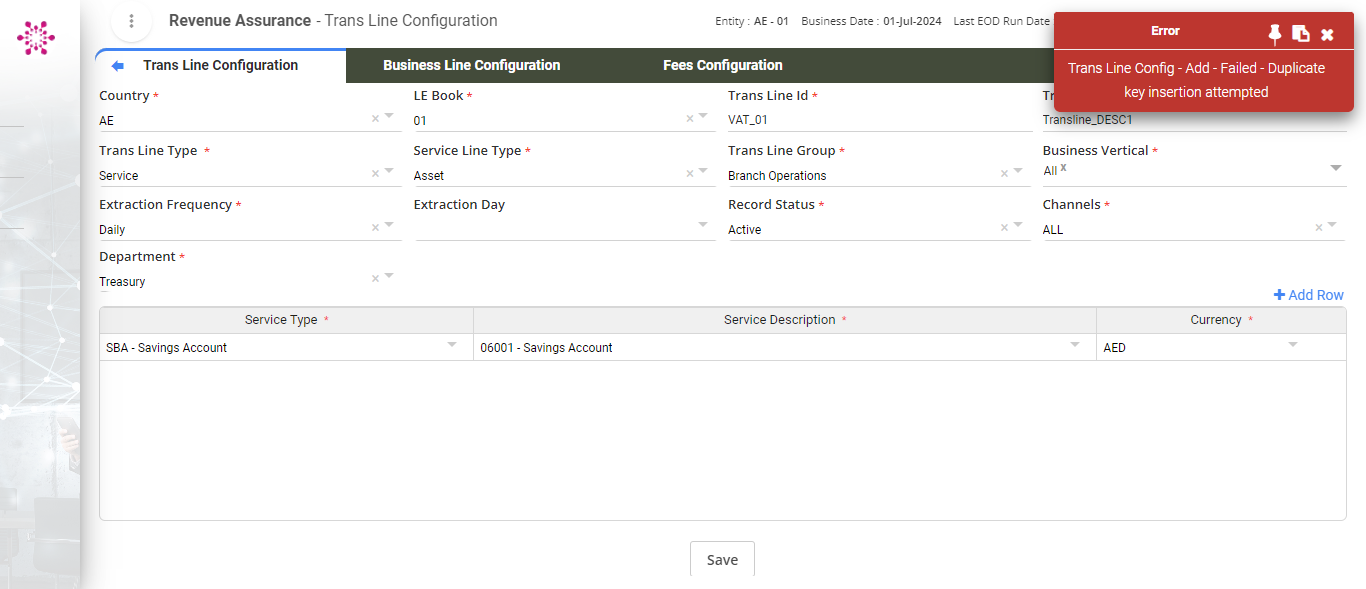 Revenue Assurance - Trans Line Configuration
Entity : AE - 01 Business Date : 01-Jul-2024 Last EOD Run Date
Error
Trans Line Config - Add - Failed - Duplicate
key insertion attempted
Trans Line Configuration Business Line Configuration Fees Configuration
Country * LE Book * Trans Line Id *
AE × 01 × VAT_01 Transline_DESC1
Trans Line Type * Service Line Type * Trans Line Group * Business Vertical *
Service × Asset × Branch Operations × All x
Extraction Frequency * Extraction Day Record Status * Channels *
Daily × Active × ALL ×
Department *
Treasury ×
+ Add Row
Service Type * Service Description * Currency *
SBA - Savings Account 06001 - Savings Account AED
Save